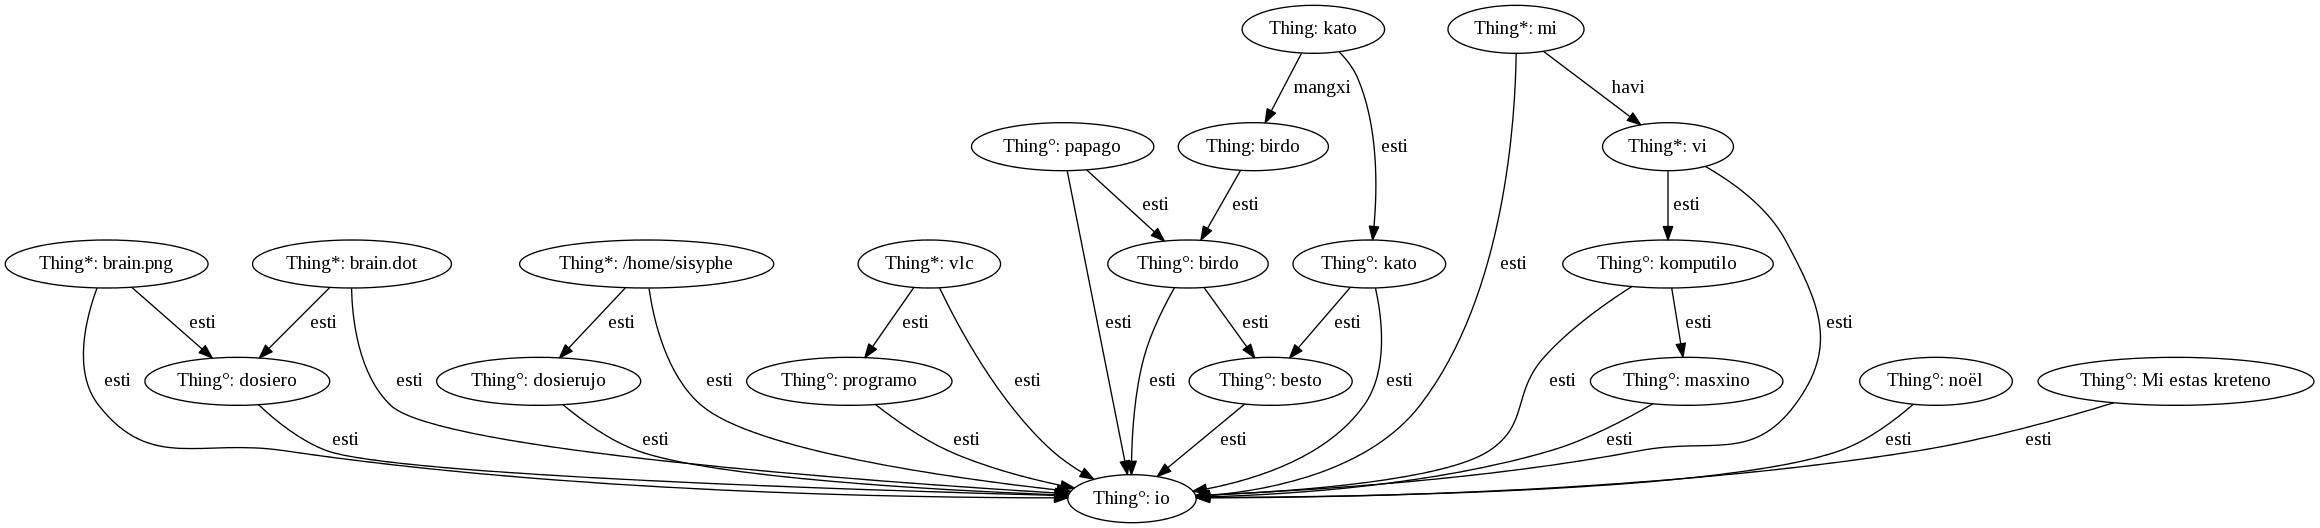 Thing: kato
Thing*: mi
mangxi
havi
Thing°: papago
Thing: birdo
esti
Thing*: vi
esti
esti
esti
Thing*: brain.png
Thing*: brain.dot
Thing*: /home/sisyphe
Thing*: vlc
Thing°: birdo
Thing°: kato
esti
Thing°: komputilo
esti
esti
esti
esti
esti
esti
esti
esti
esti
esti
Thing°: dosiero
esti
Thing°: dosierujo
esti
Thing°: programo
esti
esti
Thing°: besto
esti
esti
Thing°: masxino
Thing°: noël
Thing°: Mi estas kreteno
esti
esti
esti
esti
esti
esti
esti
Thing°: io